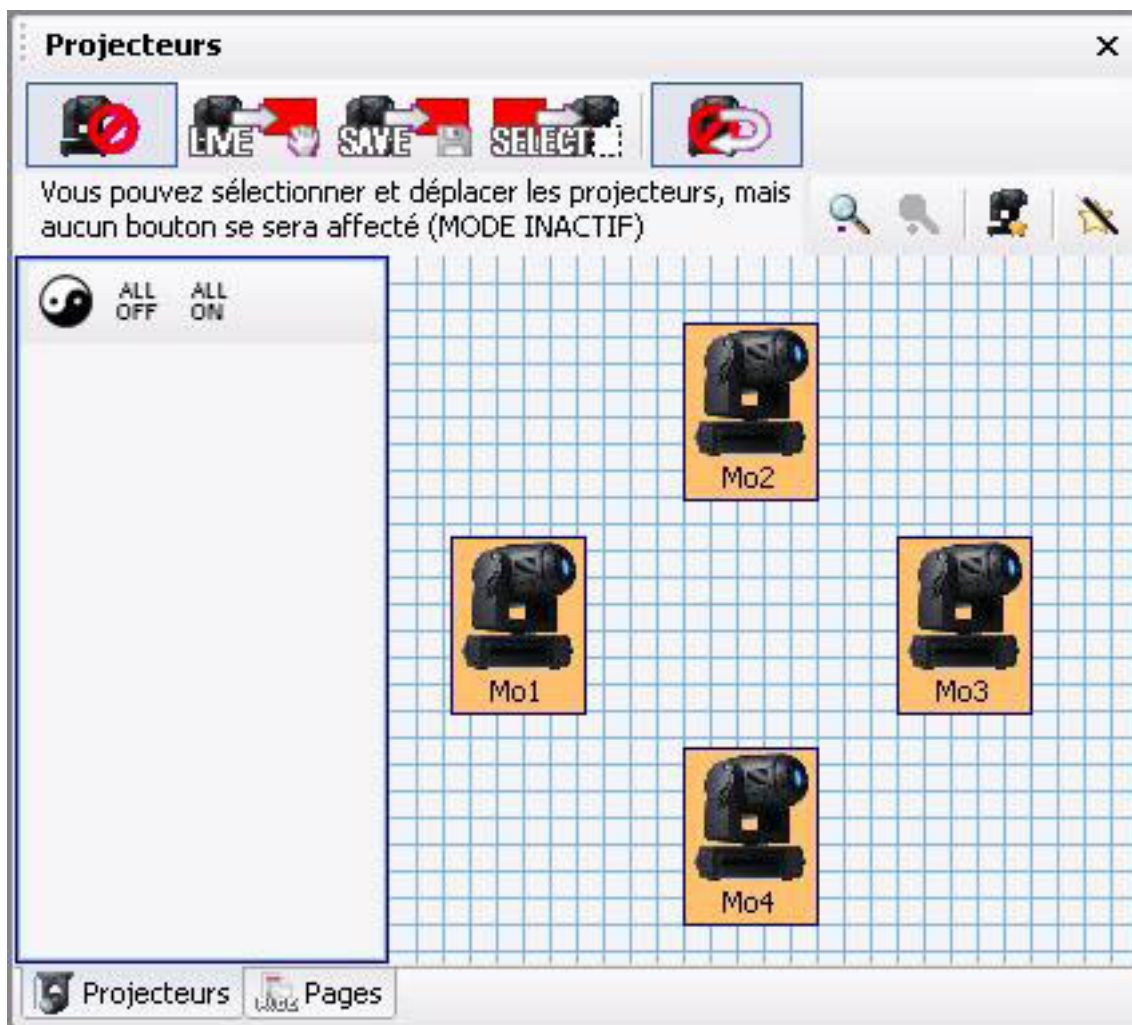 Projecteurs
LIVE SAVE SELECT
Vous pouvez sélectionner et déplacer les projecteurs, mais
aucun bouton se sera affecté (MODE INACTIF)
ALL OFF ALL ON
Mo2
Mo1 Mo3
Mo4
Projecteurs Pages